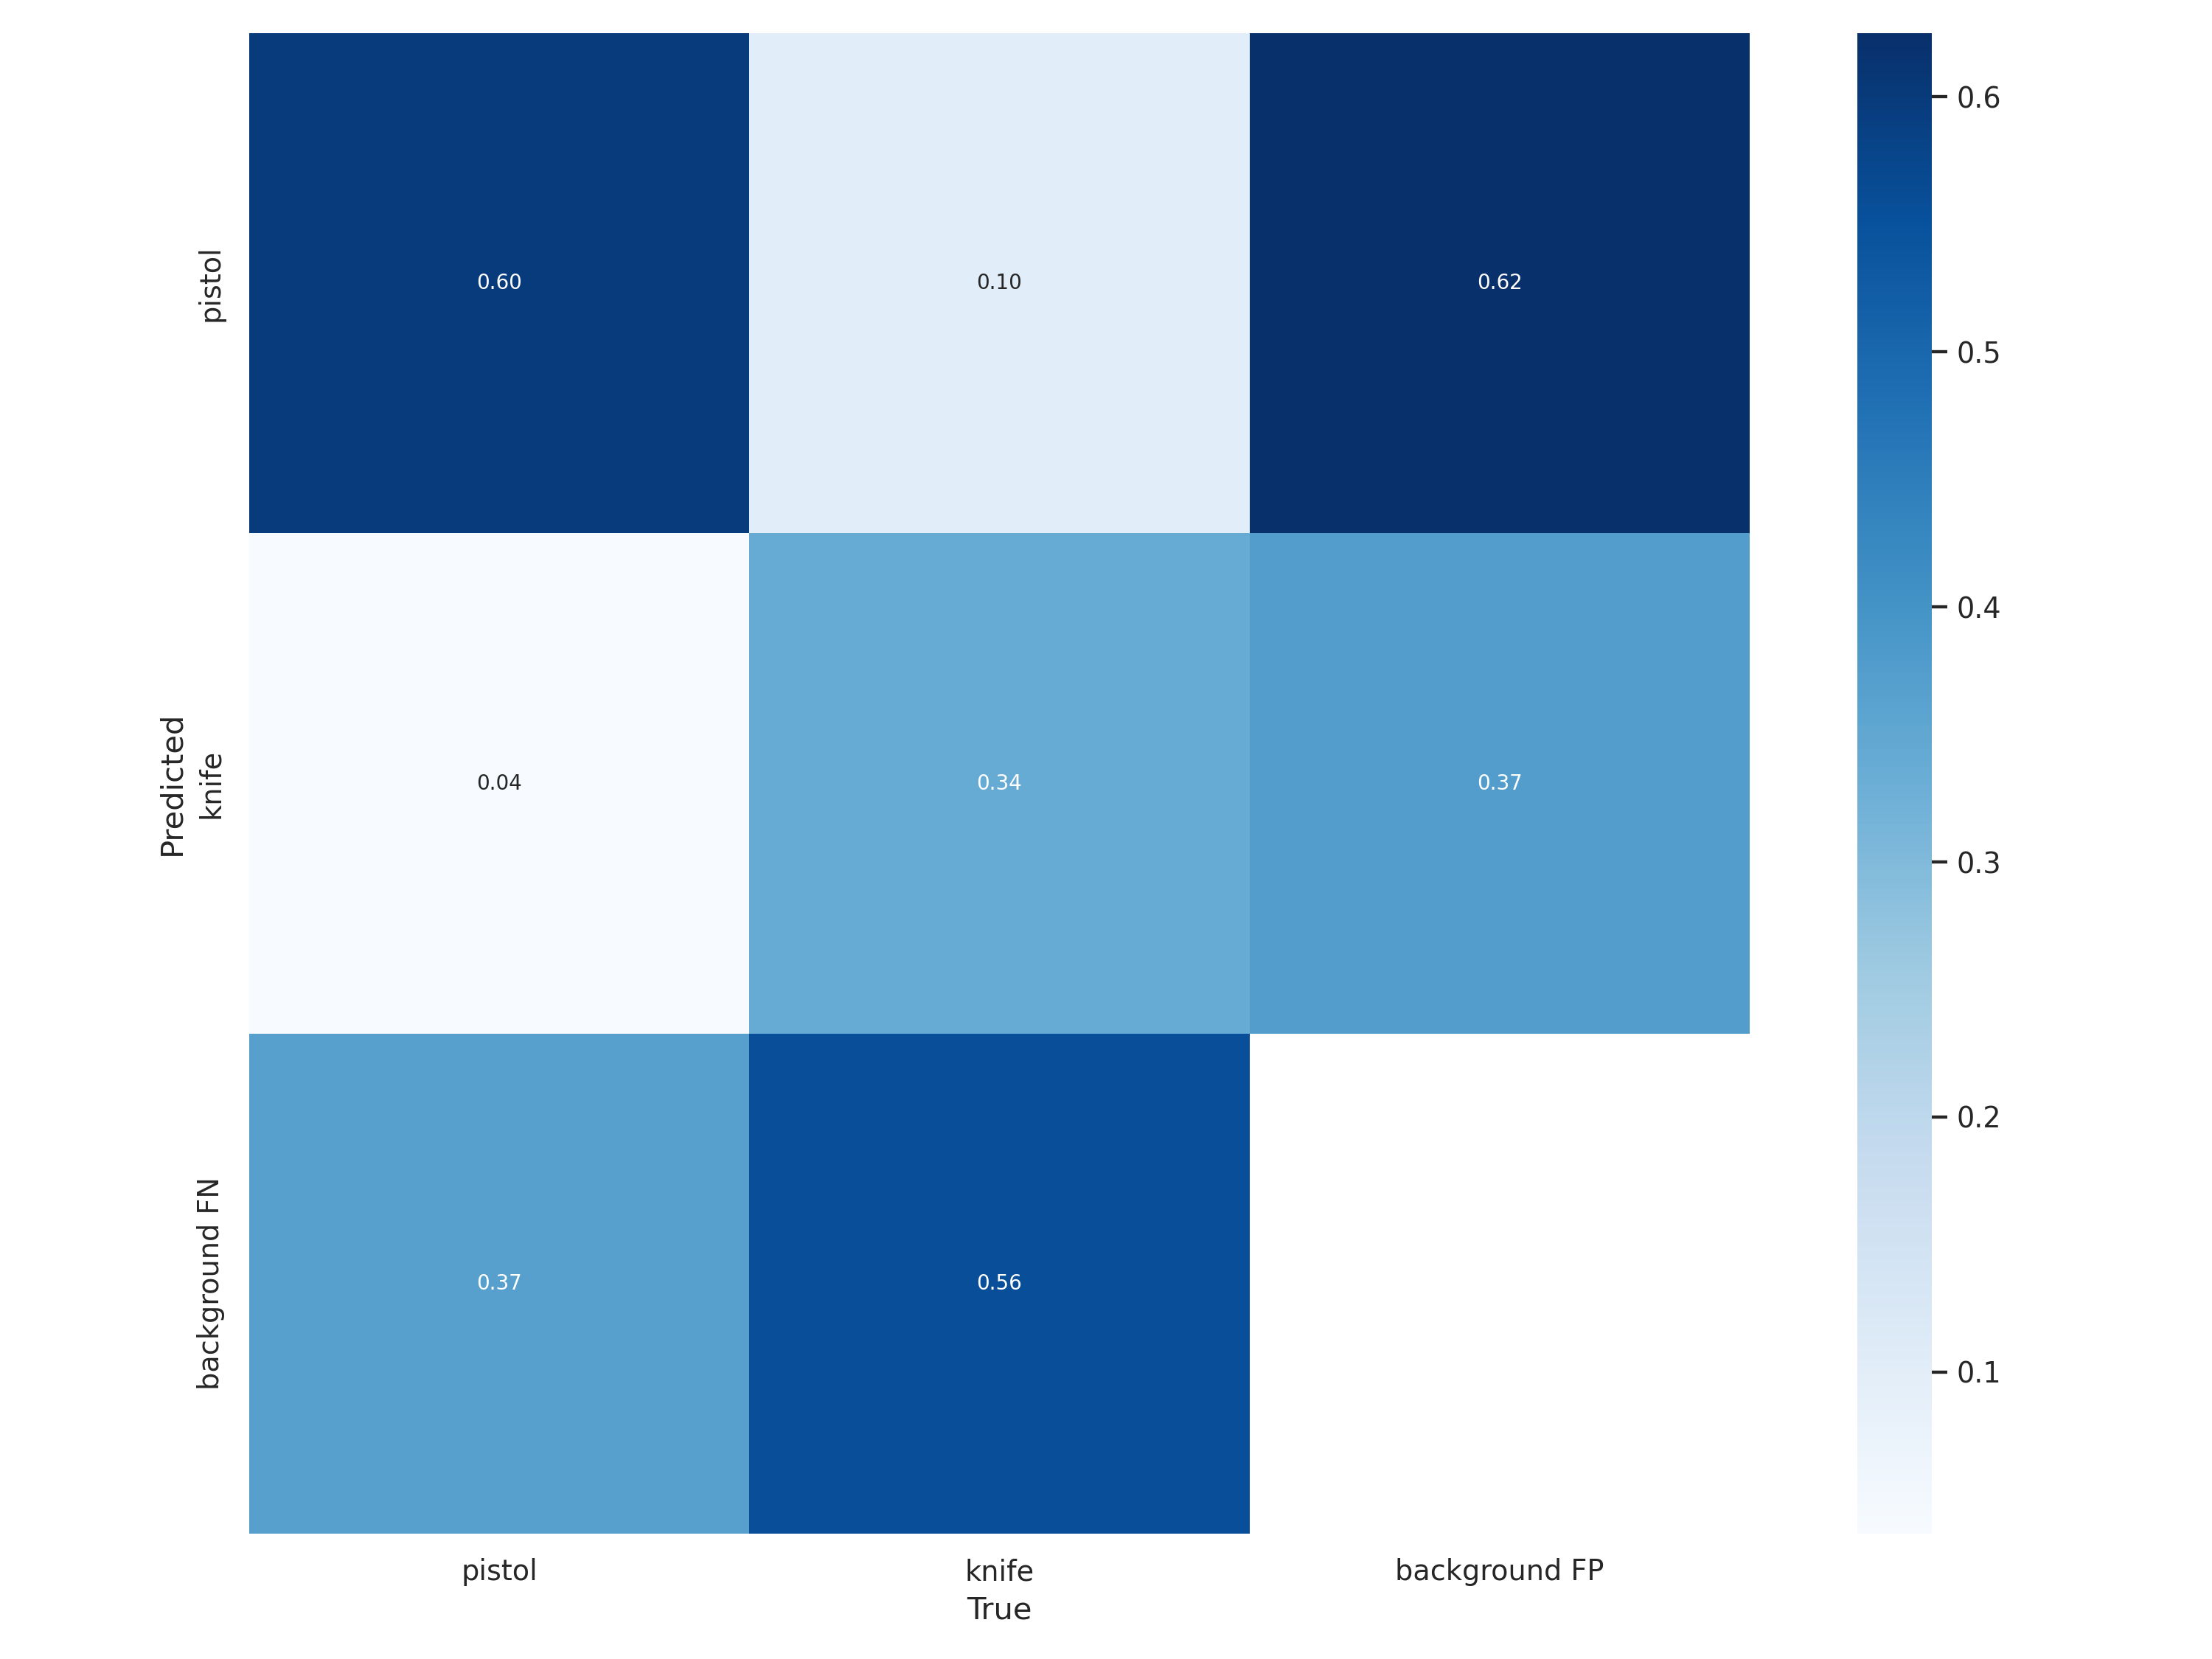 0.6
pistol 0.60 0.10 0.62
0.5
0.4
Predicted
knife 0.04 0.34 0.37
0.3
0.2
background FN 0.37 0.56
0.1
pistol knife background FP
True